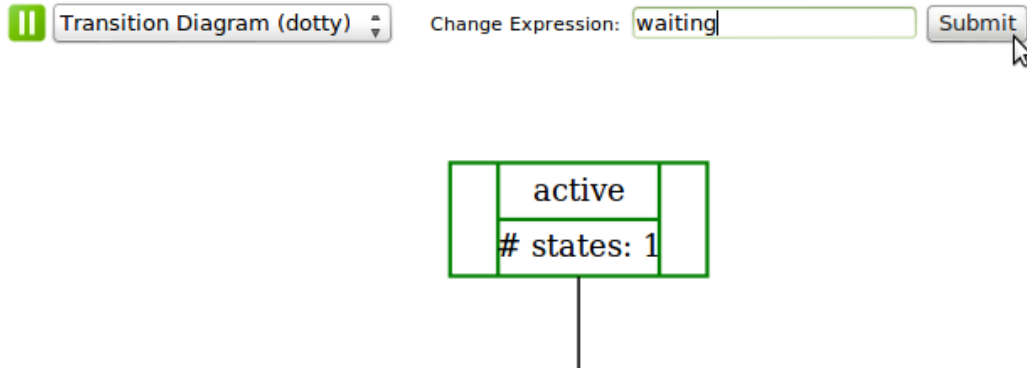 Transition Diagram (dotty) Change Expression: waiting Submit
active
# states: 1